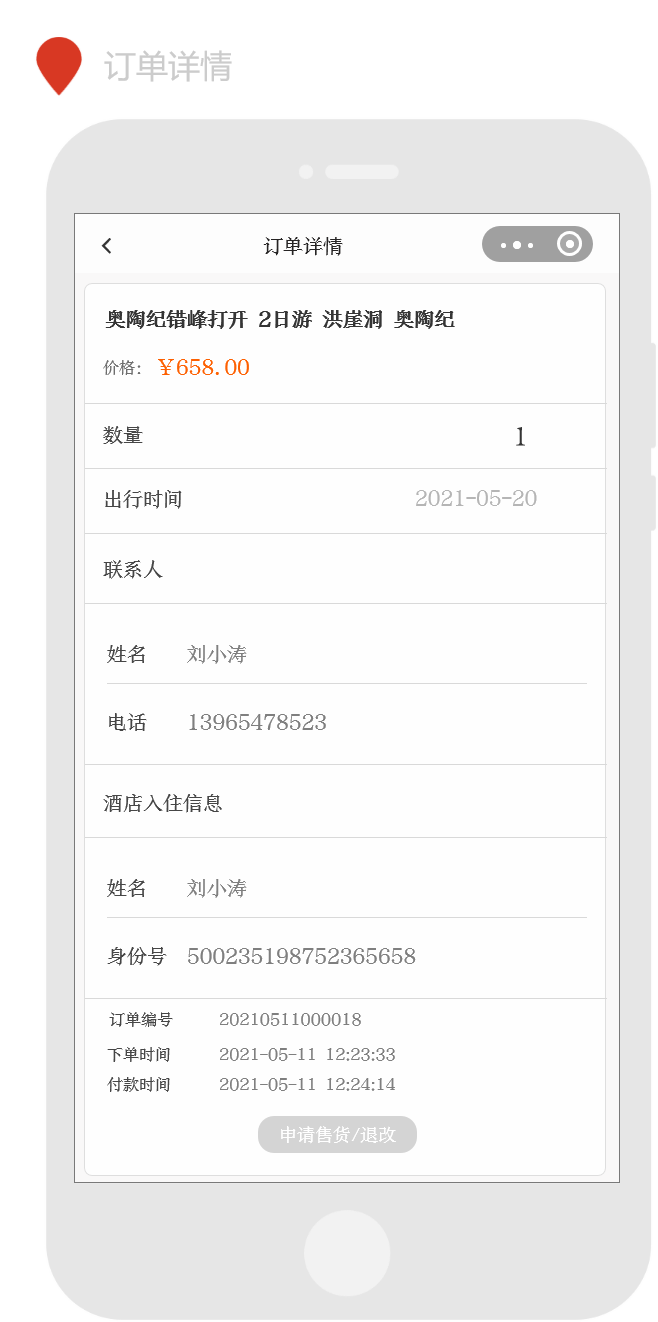 订单详情
订单详情
奥陶纪错峰打开 2日游 洪崖洞 奥陶纪
价格: ￥658.00
数量 1
出行时间 2021-05-20
联系人
姓名 刘小涛
电话 13965478523
酒店入住信息
姓名 刘小涛
身份号 500235198752365658
订单编号 20210511000018
下单时间 2021-05-11 12:23:33
付款时间 2021-05-11 12:24:14
申请售货/退改